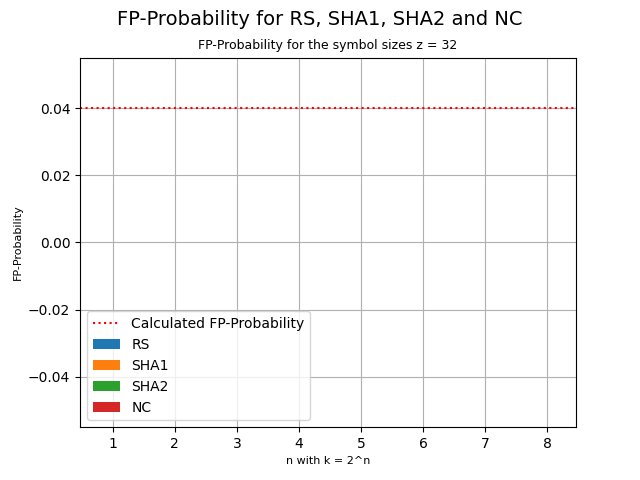 FP-Probability for RS, SHA1, SHA2 and NC
FP-Probability for the symbol sizes z = 32
0.04
0.02
0.00
−0.02
−0.04
FP-Probability
Calculated FP-Probability
RS
SHA1
SHA2
NC
1 2 3 4 5 6 7 8
n with k = 2^n